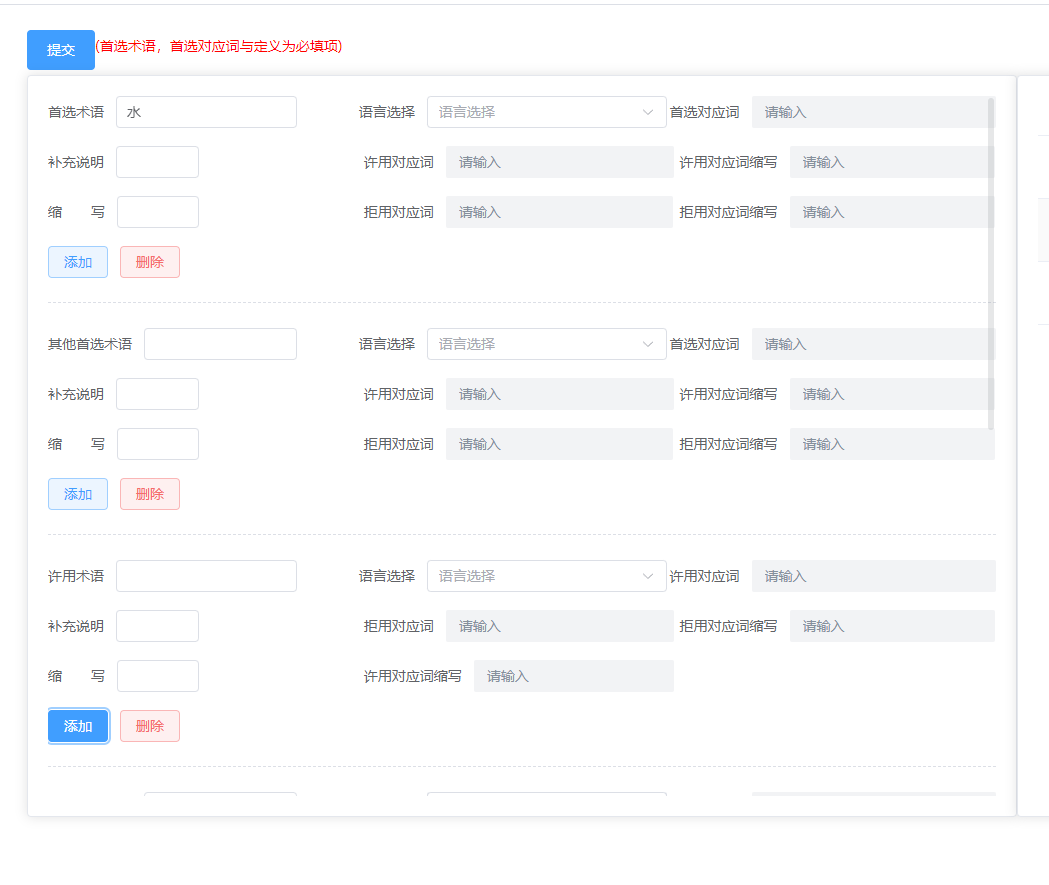 提交 (首选术语，首选对应词与定义为必填项)
首选术语 水 语言选择 语言选择 首选对应词 请输入
补充说明 许用对应词 请输入 许用对应词缩写 请输入
缩 写 拒用对应词 请输入 拒用对应词缩写 请输入
添加 删除
其他首选术语 语言选择 语言选择 首选对应词 请输入
补充说明 许用对应词 请输入 许用对应词缩写 请输入
缩 写 拒用对应词 请输入 拒用对应词缩写 请输入
添加 删除
许用术语 语言选择 语言选择 许用对应词 请输入
补充说明 拒用对应词 请输入 拒用对应词缩写 请输入
缩 写 许用对应词缩写 请输入
添加 删除